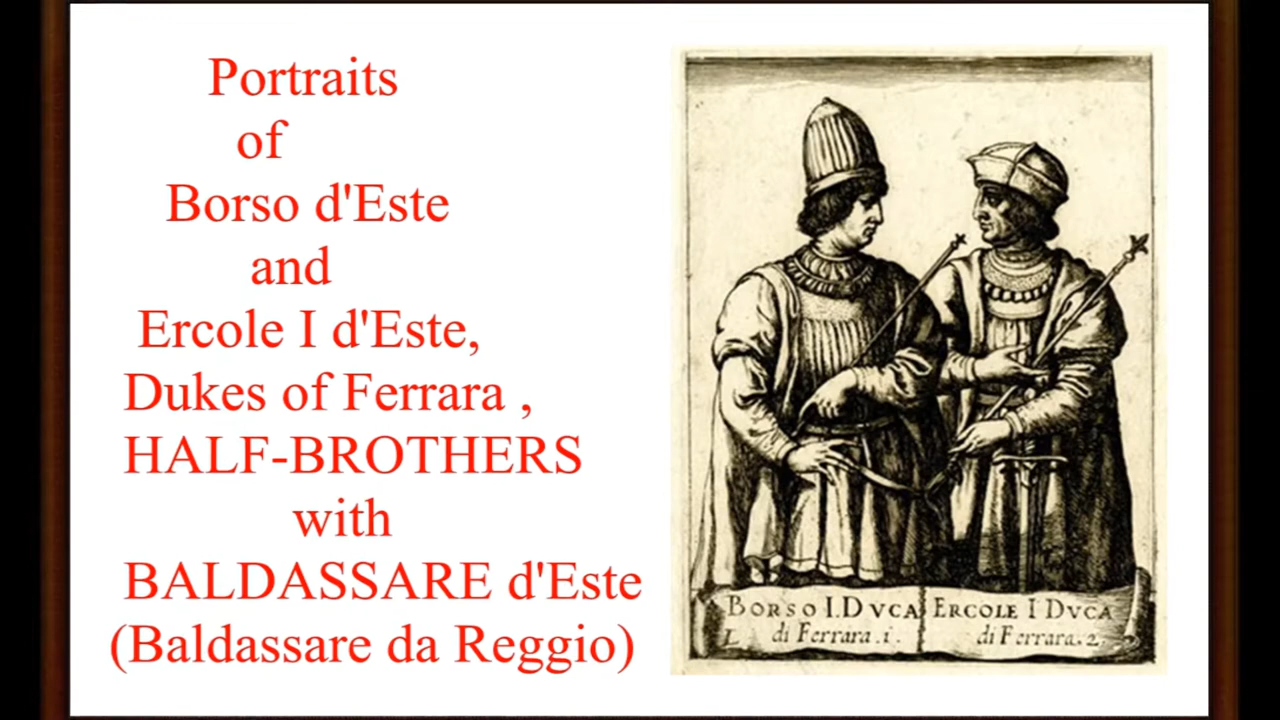 Portraits
of
Borso d'Este
and
Ercole I d'Este,
Dukes of Ferrara ,
HALF-BROTHERS
with
BALDASSARE d'Este
(Baldassare da Reggio)
BORSO I.DVCA
di Ferrara.i.
L
ERCOLE I DVCA
di Ferrara.2.